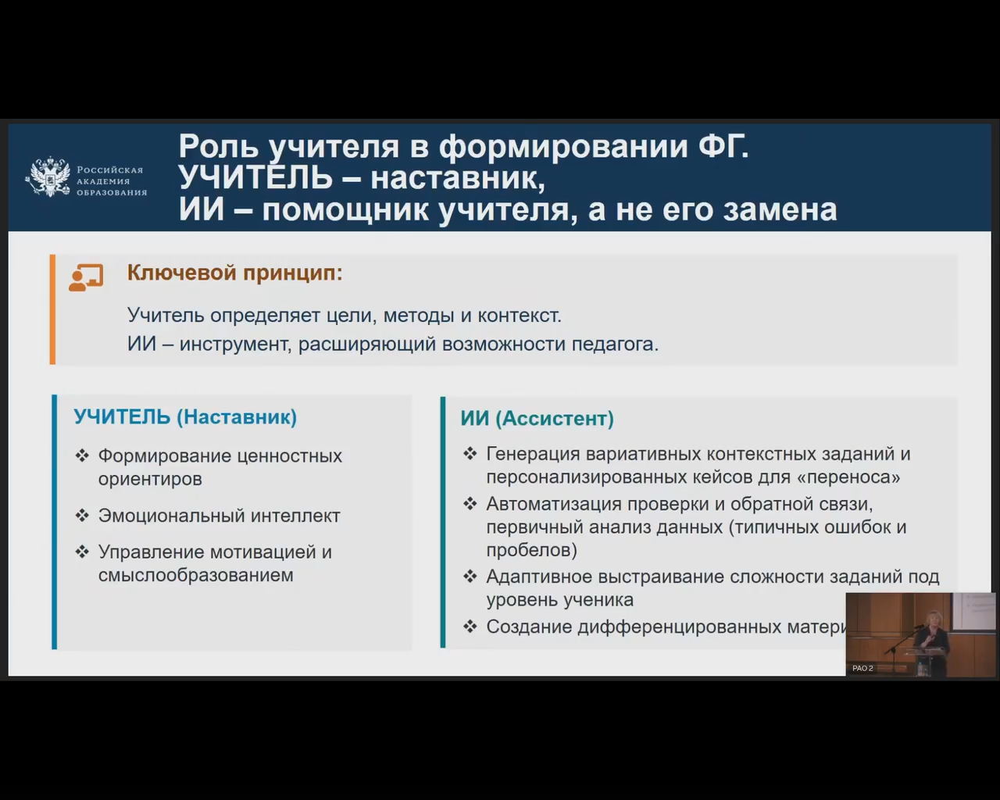 Российская
академия
образования
Роль учителя в формировании ФГ.
УЧИТЕЛЬ – наставник,
ИИ – помощник учителя, а не его замена
Ключевой принцип:
Учитель определяет цели, методы и контекст.
ИИ – инструмент, расширяющий возможности педагога.
УЧИТЕЛЬ (Наставник)
❖ Формирование ценностных
ориентиров
❖ Эмоциональный интеллект
❖ Управление мотивацией и
смыслообразованием
ИИ (Ассистент)
❖ Генерация вариативных контекстных заданий и
персонализированных кейсов для «переноса»
❖ Автоматизация проверки и обратной связи,
первичный анализ данных (типичных ошибок и
пробелов)
❖ Адаптивное выстраивание сложности заданий под
уровень ученика
❖ Создание дифференцированных
РАО 2